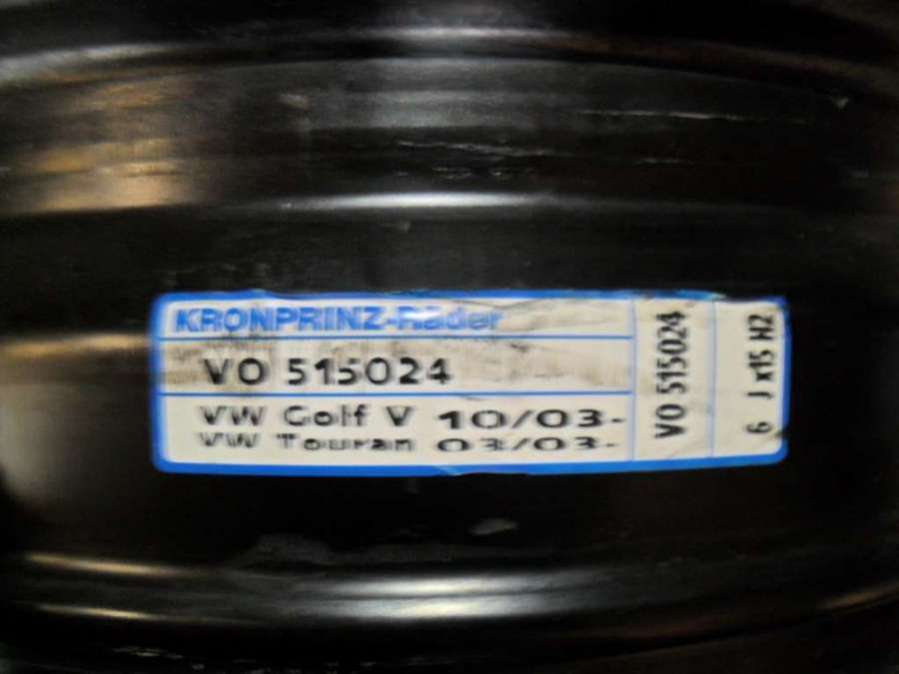 KRONPRINZ-Räder
VO 515024
VW Golf V 10/03-
VW Touran 03/03-
VO 515024
6 J x15 H2